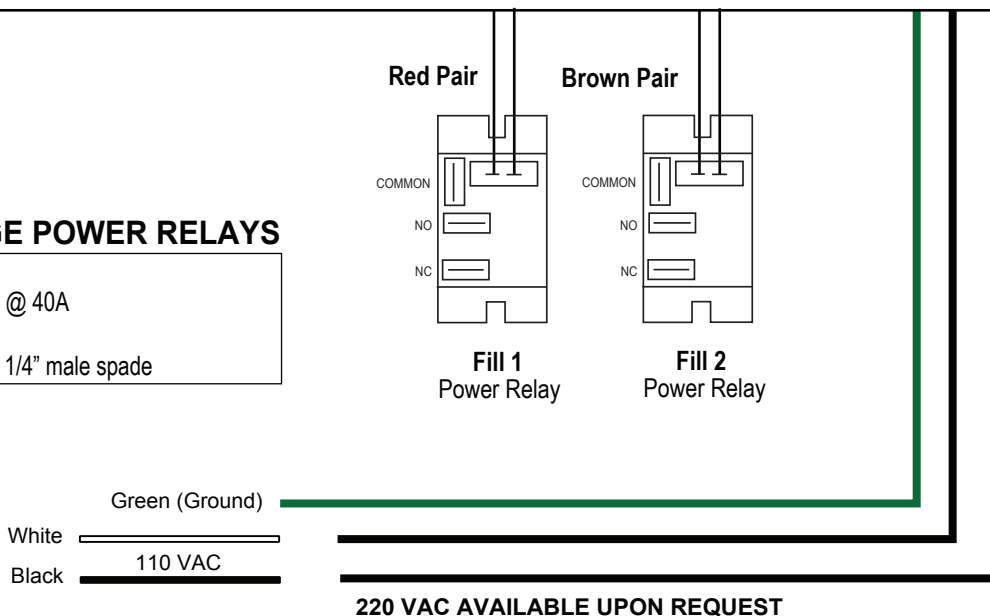 Red Pair
Brown Pair
COMMON
NO
NC
COMMON
NO
NC
E POWER RELAYS
@ 40A
1/4” male spade
Fill 1
Power Relay
Fill 2
Power Relay
Green (Ground)
White
110 VAC
Black
220 VAC AVAILABLE UPON REQUEST